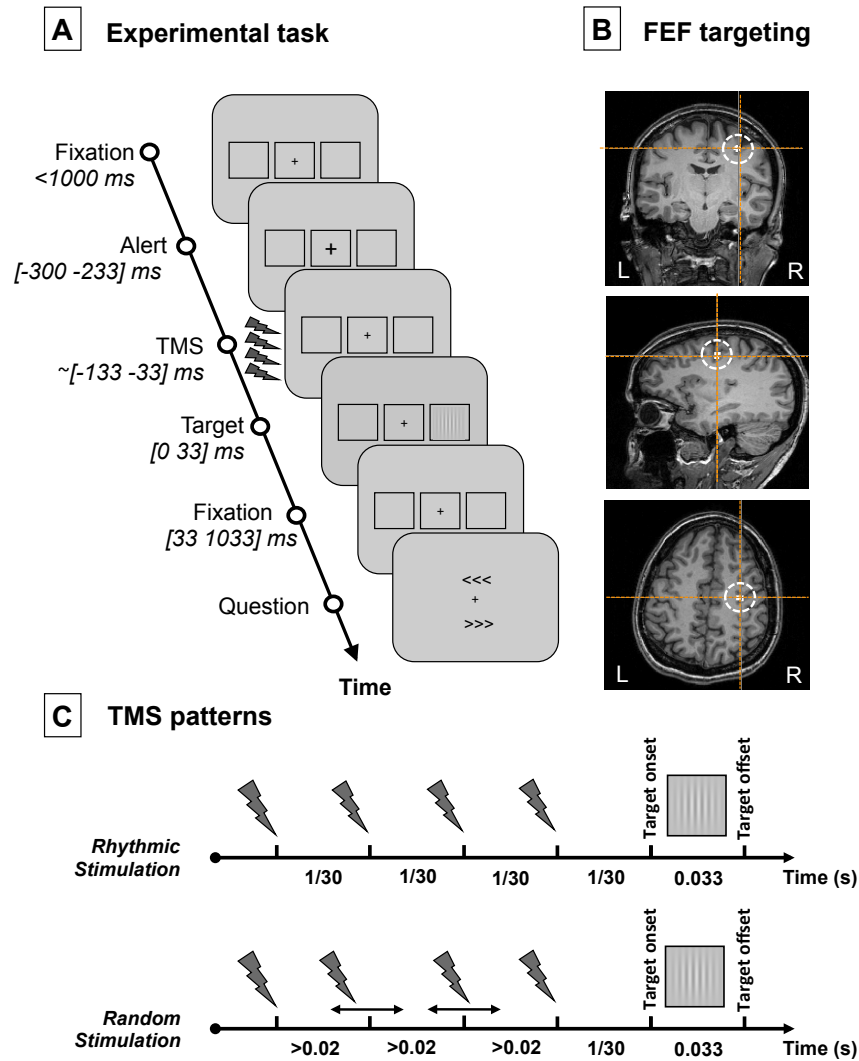 A Experimental task
Fixation
<1000 ms
+
Alert
[-300 -233] ms
+
TMS
~[-133 -33] ms
+
Target
[0 33] ms
+
Fixation
[33 1033] ms
+
Question
<<<
+
>>>
Time
B FEF targeting
L R
L R
C TMS patterns
Rhythmic
Stimulation
1/30 1/30 1/30 1/30 0.033 Time (s)
Target onset
Target offset
Random
Stimulation
>0.02 >0.02 >0.02 1/30 0.033 Time (s)
Target onset
Target offset